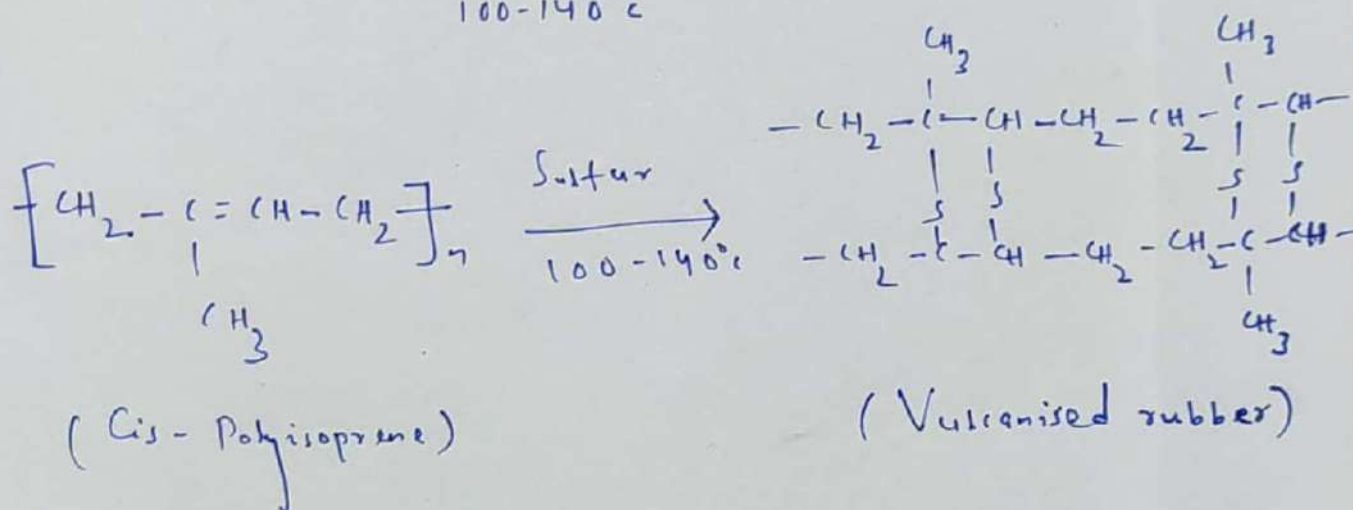 100-140 c
CH3 CH3
| |
- CH2 - C - CH - CH2 - CH2 - C - CH -
[CH2 - C = CH - CH2]n Sulfur | | | |
| 100-140°c S S S S
CH3 | | | |
- CH2 - C - CH - CH2 - CH2 - C - CH -
|
CH3
(Cis - Polyisoprene) (Vulcanised rubber)